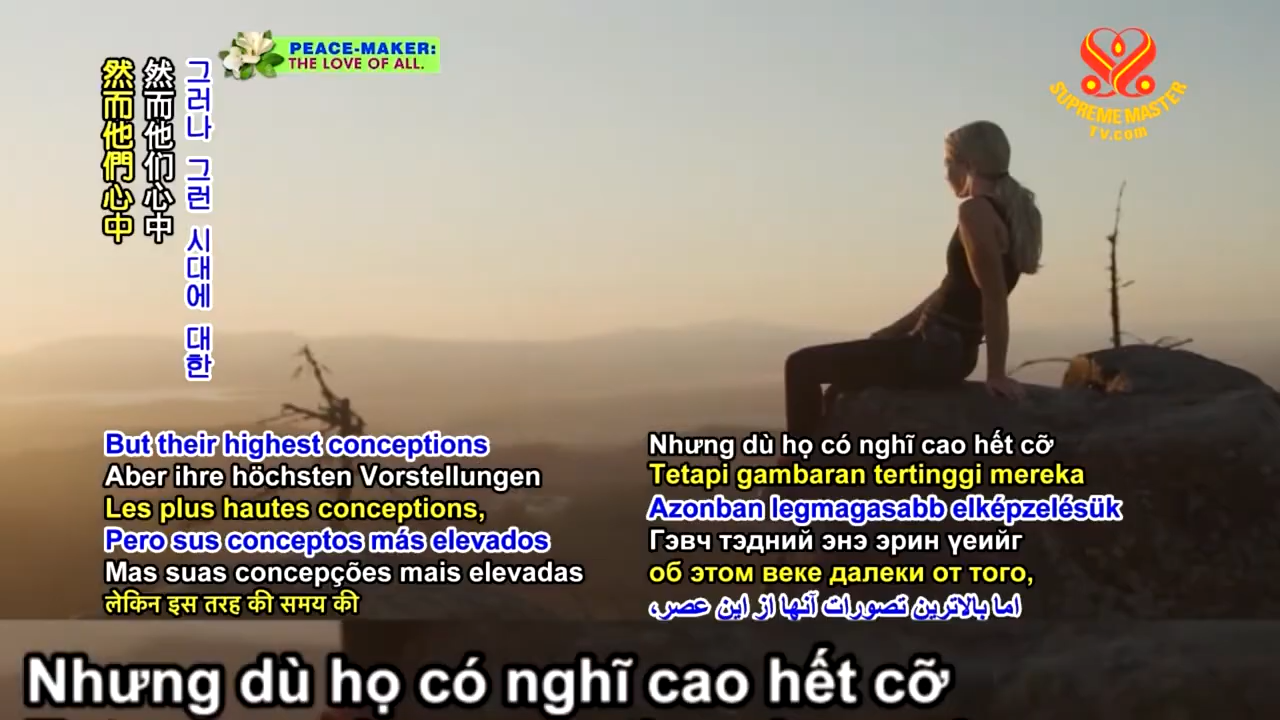 PEACE-MAKER:
THE LOVE OF ALL.
SUPREME MASTER
TV.com
그러나 그런 시대에 대한
然而他们心中
然而他們心中
But their highest conceptions
Aber ihre höchsten Vorstellungen
Les plus hautes conceptions,
Pero sus conceptos más elevados
Mas suas concepções mais elevadas
लेकिन इस तरह की समय की
Nhưng dù họ có nghĩ cao hết cỡ
Tetapi gambaran tertinggi mereka
Azonban legmagasabb elképzelésük
Гэвч тэдний энэ эрин үеийг
об этом веке далеки от того,
اما بالاترین تصورات آنها از این عصر،
Nhưng dù họ có nghĩ cao hết cỡ